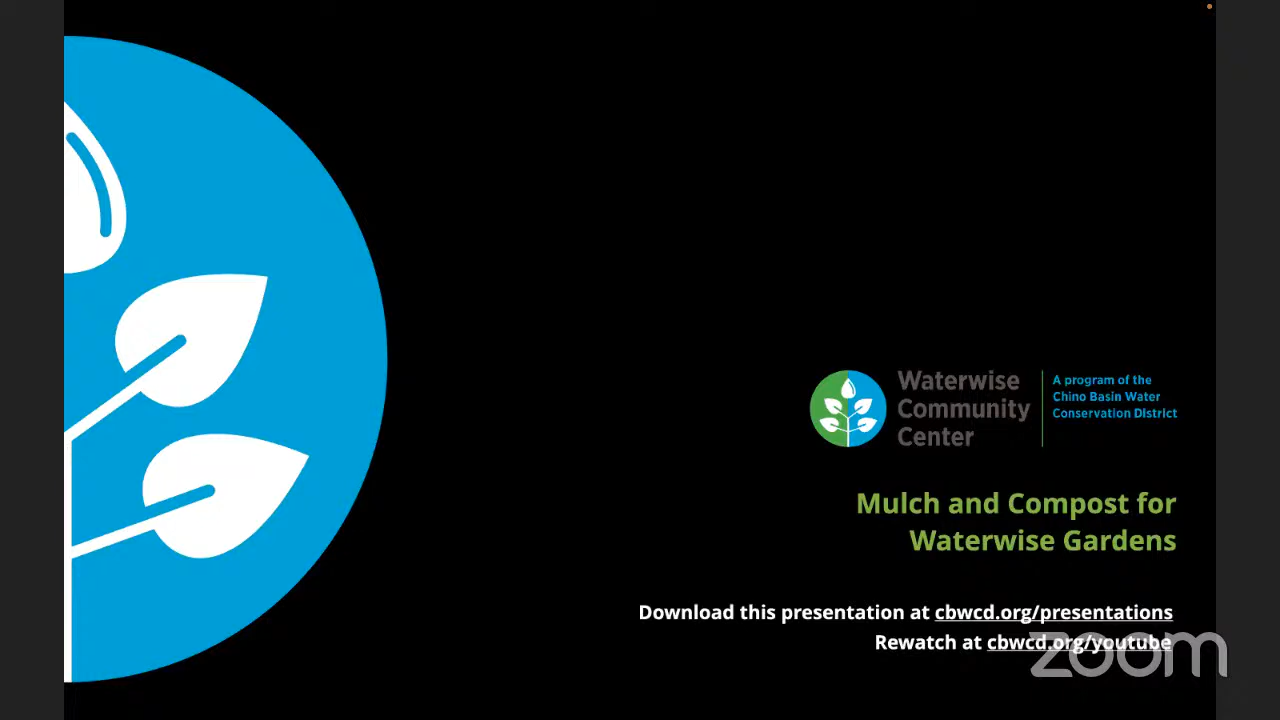 Waterwise
Community
Center
A program of the
Chino Basin Water
Conservation District
Mulch and Compost for
Waterwise Gardens
Download this presentation at cbwcd.org/presentations
Rewatch at cbwcd.org/youtube
zoom